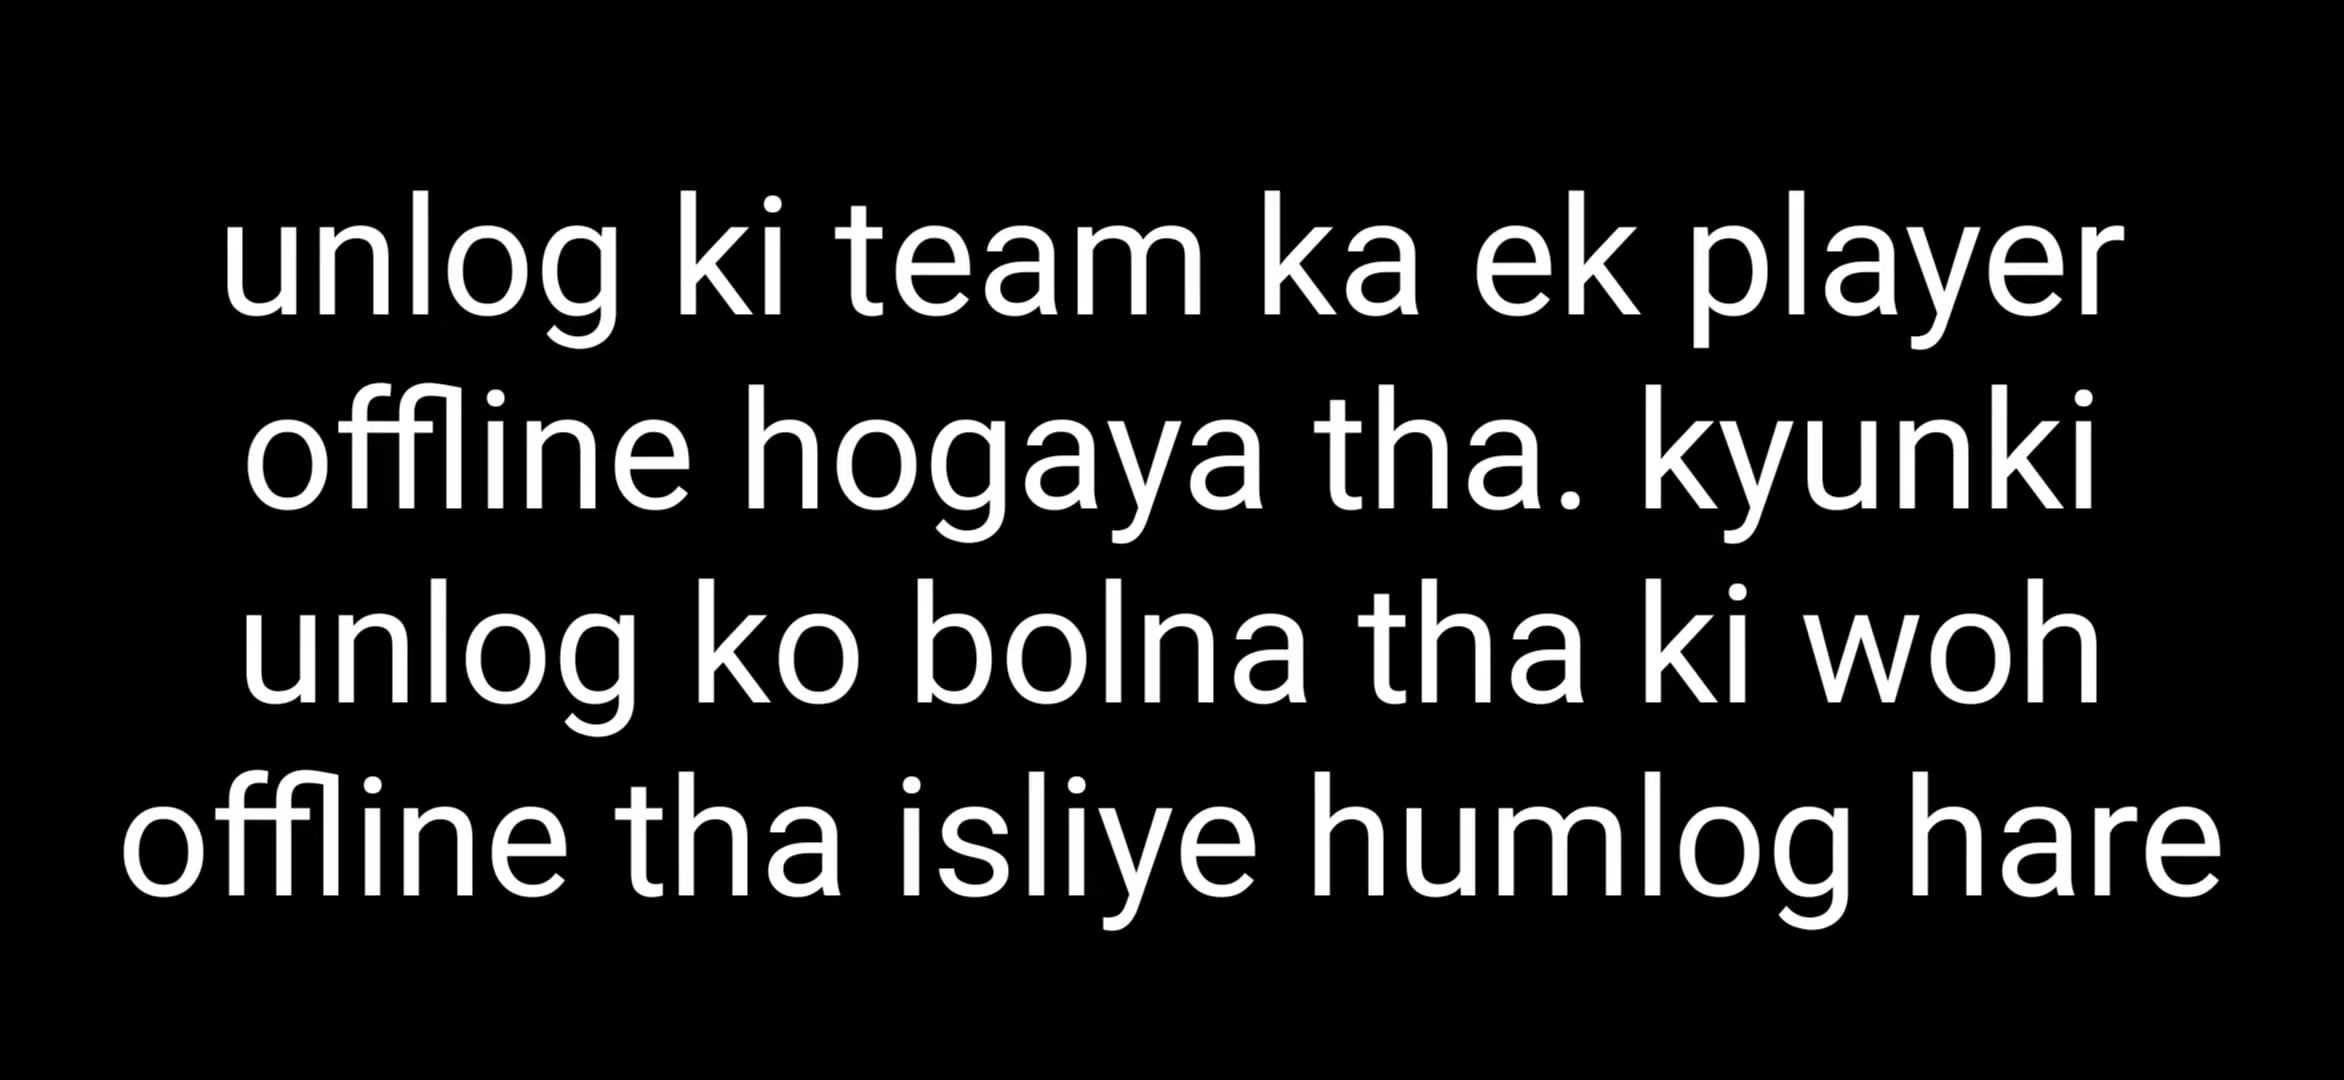 unlog ki team ka ek player
offline hogaya tha. kyunki
unlog ko bolna tha ki woh
offline tha isliye humlog hare